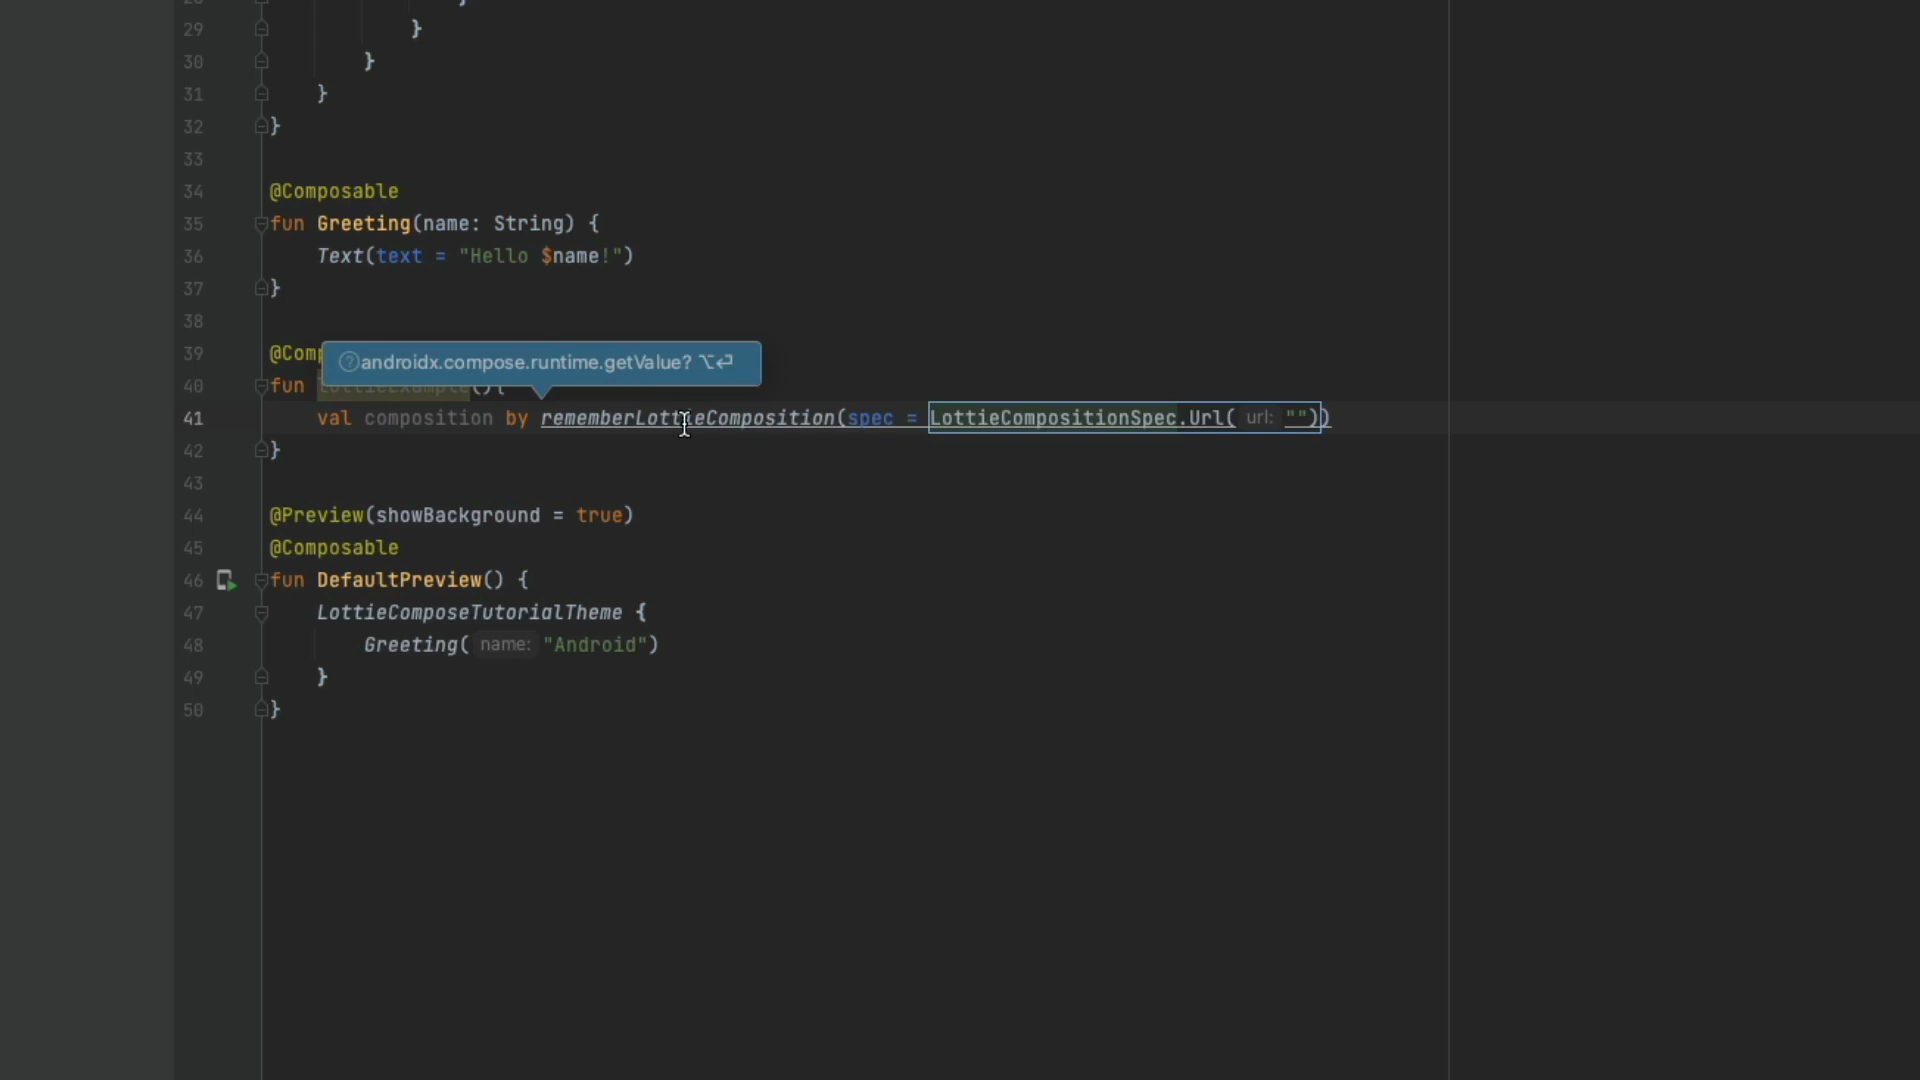 29 }
30 }
31 }
32 }
33
34 @Composable
35 fun Greeting(name: String) {
36 Text(text = "Hello $name!")
37 }
38
39 @Comp
androidx.compose.runtime.getValue? ⌥⏎
40 fun LottieExample(){
41 val composition by rememberLottieComposition(spec = LottieCompositionSpec.Url( url: ""))
42 }
43
44 @Preview(showBackground = true)
45 @Composable
46 fun DefaultPreview() {
47 LottieComposeTutorialTheme {
48 Greeting( name: "Android")
49 }
50 }